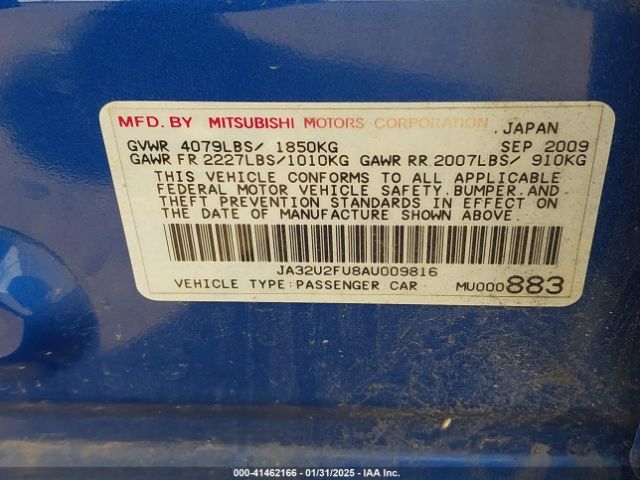 MFD. BY MITSUBISHI MOTORS CORPORATION, JAPAN
GVWR 4079LBS/ 1850KG SEP 2009
GAWR FR 2227LBS/1010KG GAWR RR 2007LBS/ 910KG
THIS VEHICLE CONFORMS TO ALL APPLICABLE
FEDERAL MOTOR VEHICLE SAFETY, BUMPER, AND
THEFT PREVENTION STANDARDS IN EFFECT ON
THE DATE OF MANUFACTURE SHOWN ABOVE.
JA32U2FU8AU009816
VEHICLE TYPE:PASSENGER CAR MU000883
000-41462166 - 01/31/2025 - IAA Inc.